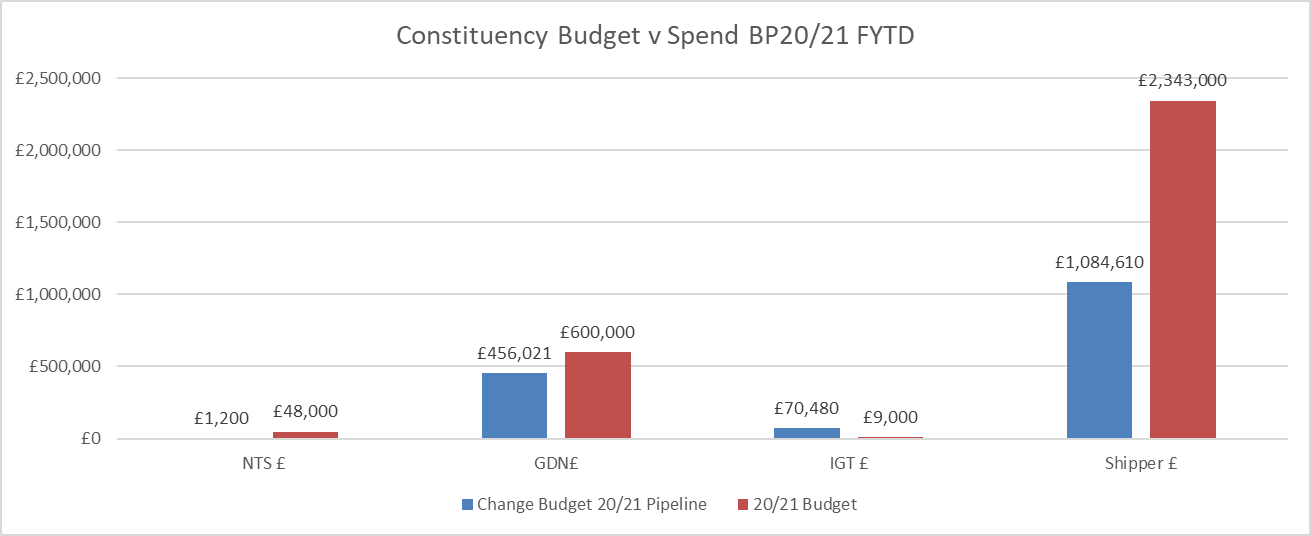 Constituency Budget v Spend BP20/21 FYTD
£2,500,000
£2,000,000
£1,500,000
£1,000,000
£500,000
£0
£1,200
£48,000
£456,021
£600,000
£70,480
£9,000
£1,084,610
£2,343,000
NTS £
GDN£
IGT £
Shipper £
Change Budget 20/21 Pipeline
20/21 Budget